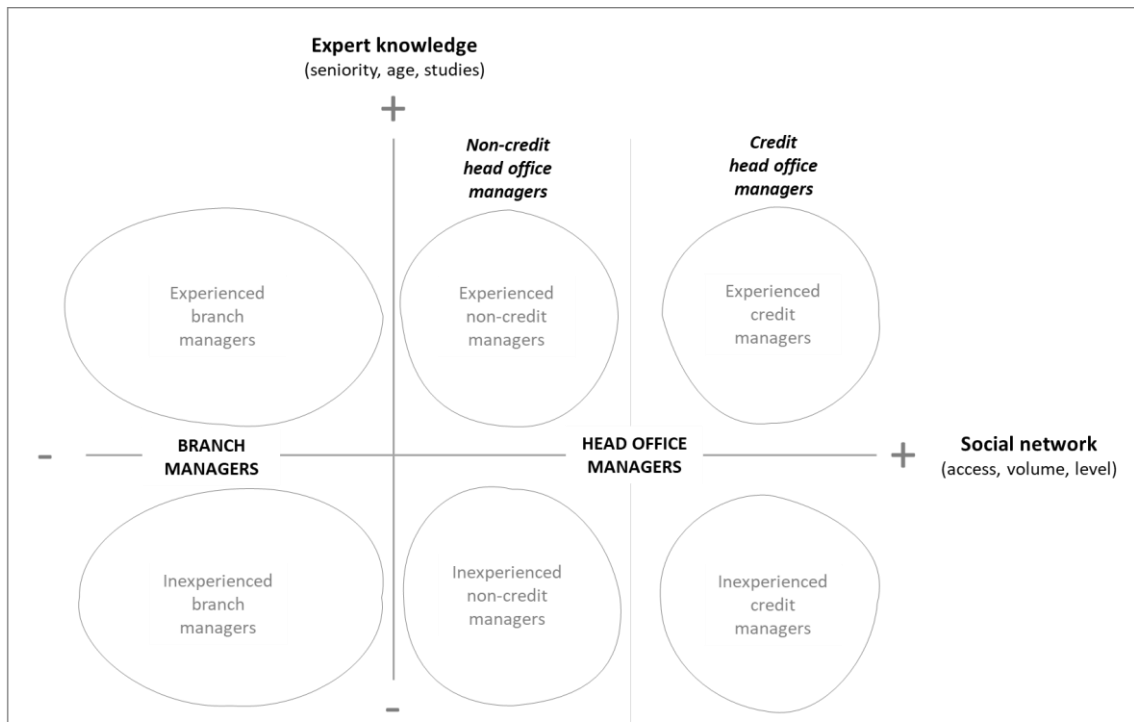 Expert knowledge
(seniority, age, studies)
+
Non-credit
head office
managers
Credit
head office
managers
Experienced
branch
managers
Experienced
non-credit
managers
Experienced
credit
managers
-
BRANCH
MANAGERS
HEAD OFFICE
MANAGERS
+
Social network
(access, volume, level)
Inexperienced
branch
managers
Inexperienced
non-credit
managers
Inexperienced
credit
managers
-